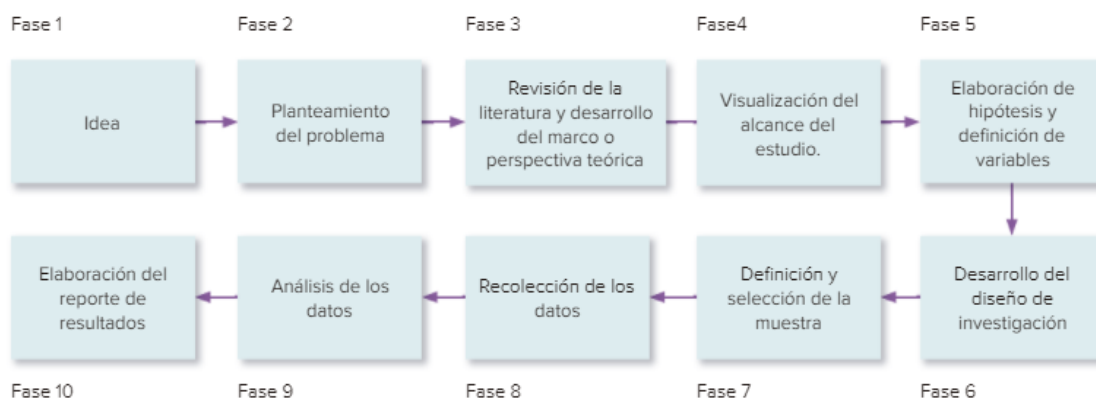 Fase 1
Fase 2
Fase 3
Fase4
Fase 5
Idea
Planteamiento
del problema
Revisión de la
literatura y desarrollo
del marco o
perspectiva teórica
Visualización del
alcance del
estudio.
Elaboración de
hipótesis y
definición de
variables
Desarrollo del
diseño de
investigación
Definición y
selección de la
muestra
Recolección de los
datos
Análisis de los
datos
Elaboración del
reporte de
resultados
Fase 10
Fase 9
Fase 8
Fase 7
Fase 6